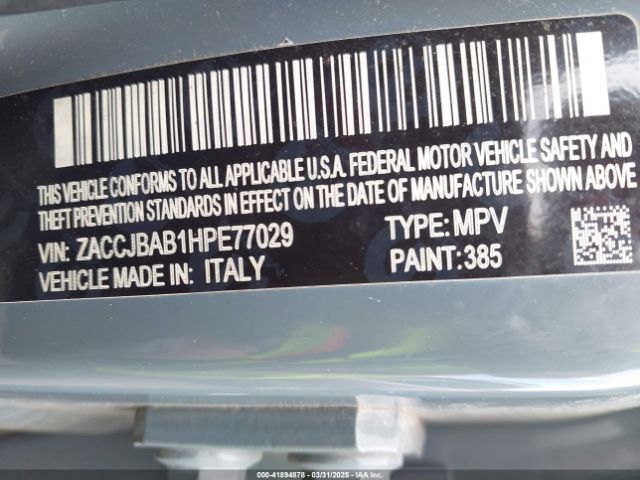 THIS VEHICLE CONFORMS TO ALL APPLICABLE U.S.A. FEDERAL MOTOR VEHICLE SAFETY AND
THEFT PREVENTION STANDARDS IN EFFECT ON THE DATE OF MANUFACTURE SHOWN ABOVE
VIN: ZACCJBAB1HPE77029 TYPE: MPV
VEHICLE MADE IN: ITALY PAINT: 385
000-41894878 - 03/31/2025 - IAAI.com, Inc.